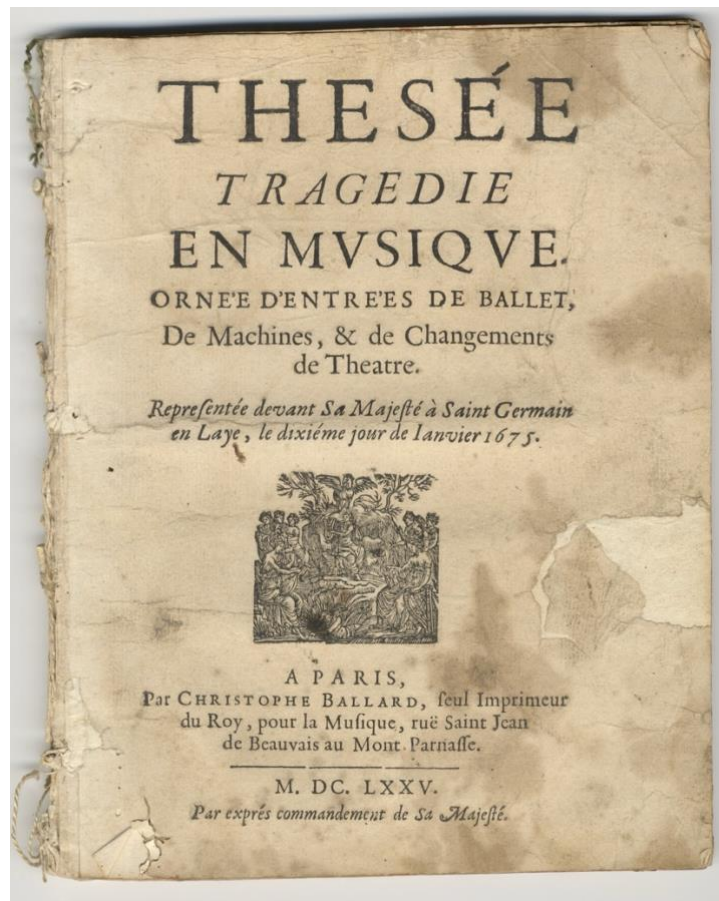 THESÉE
TRAGEDIE
EN MVSIQVE.
ORNE'E D'ENTRE'ES DE BALLET,
De Machines, & de Changements
de Theatre.
Repreſentée devant Sa Majeſté à Saint Germain
en Laye, le dixiéme jour de Ianvier 1675.
A PARIS,
Par CHRISTOPHE BALLARD, ſeul Imprimeur
du Roy, pour la Muſique, ruë Saint Jean
de Beauvais au Mont Parnaſſe.
M. DC. LXXV.
Par exprés commandement de Sa Majeſté.